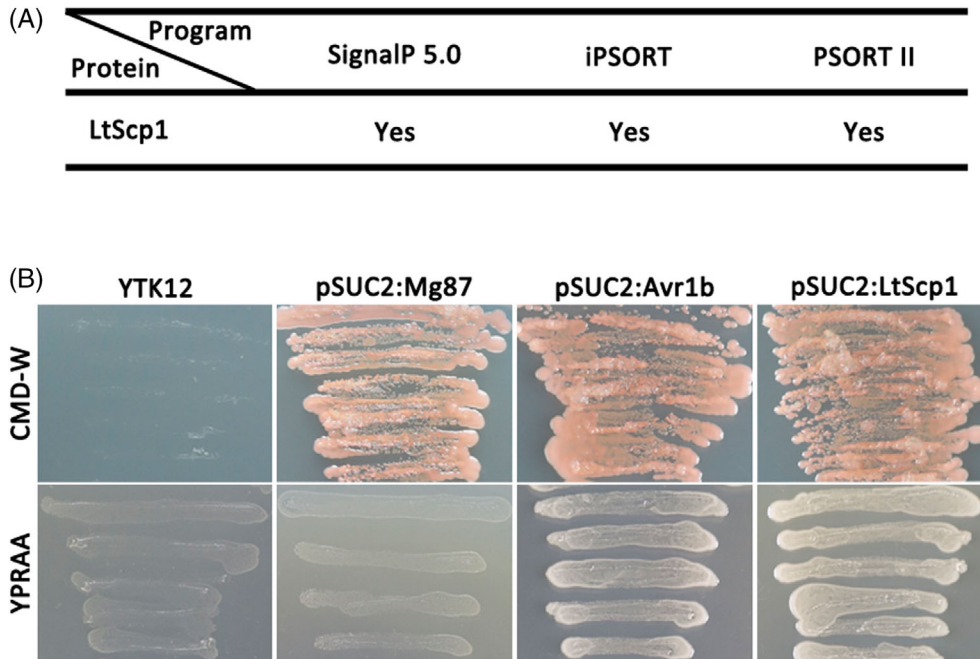 (A)
Program
Protein
SignalP 5.0 iPSORT PSORT II
LtScp1 Yes Yes Yes
(B)
YTK12 pSUC2:Mg87 pSUC2:Avr1b pSUC2:LtScp1
CMD-W
YPRAA